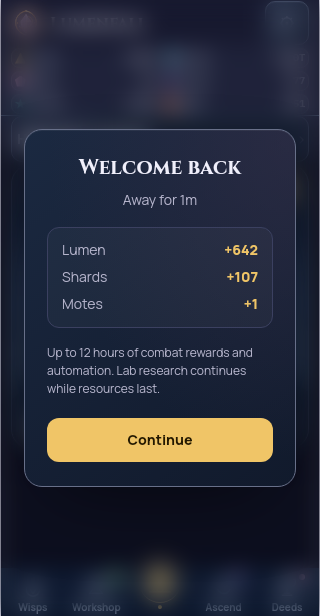 Welcome back
Away for 1m
Lumen +642
Shards +107
Motes +1
Up to 12 hours of combat rewards and
automation. Lab research continues
while resources last.
Continue
Wisps Workshop Ascend Deeds